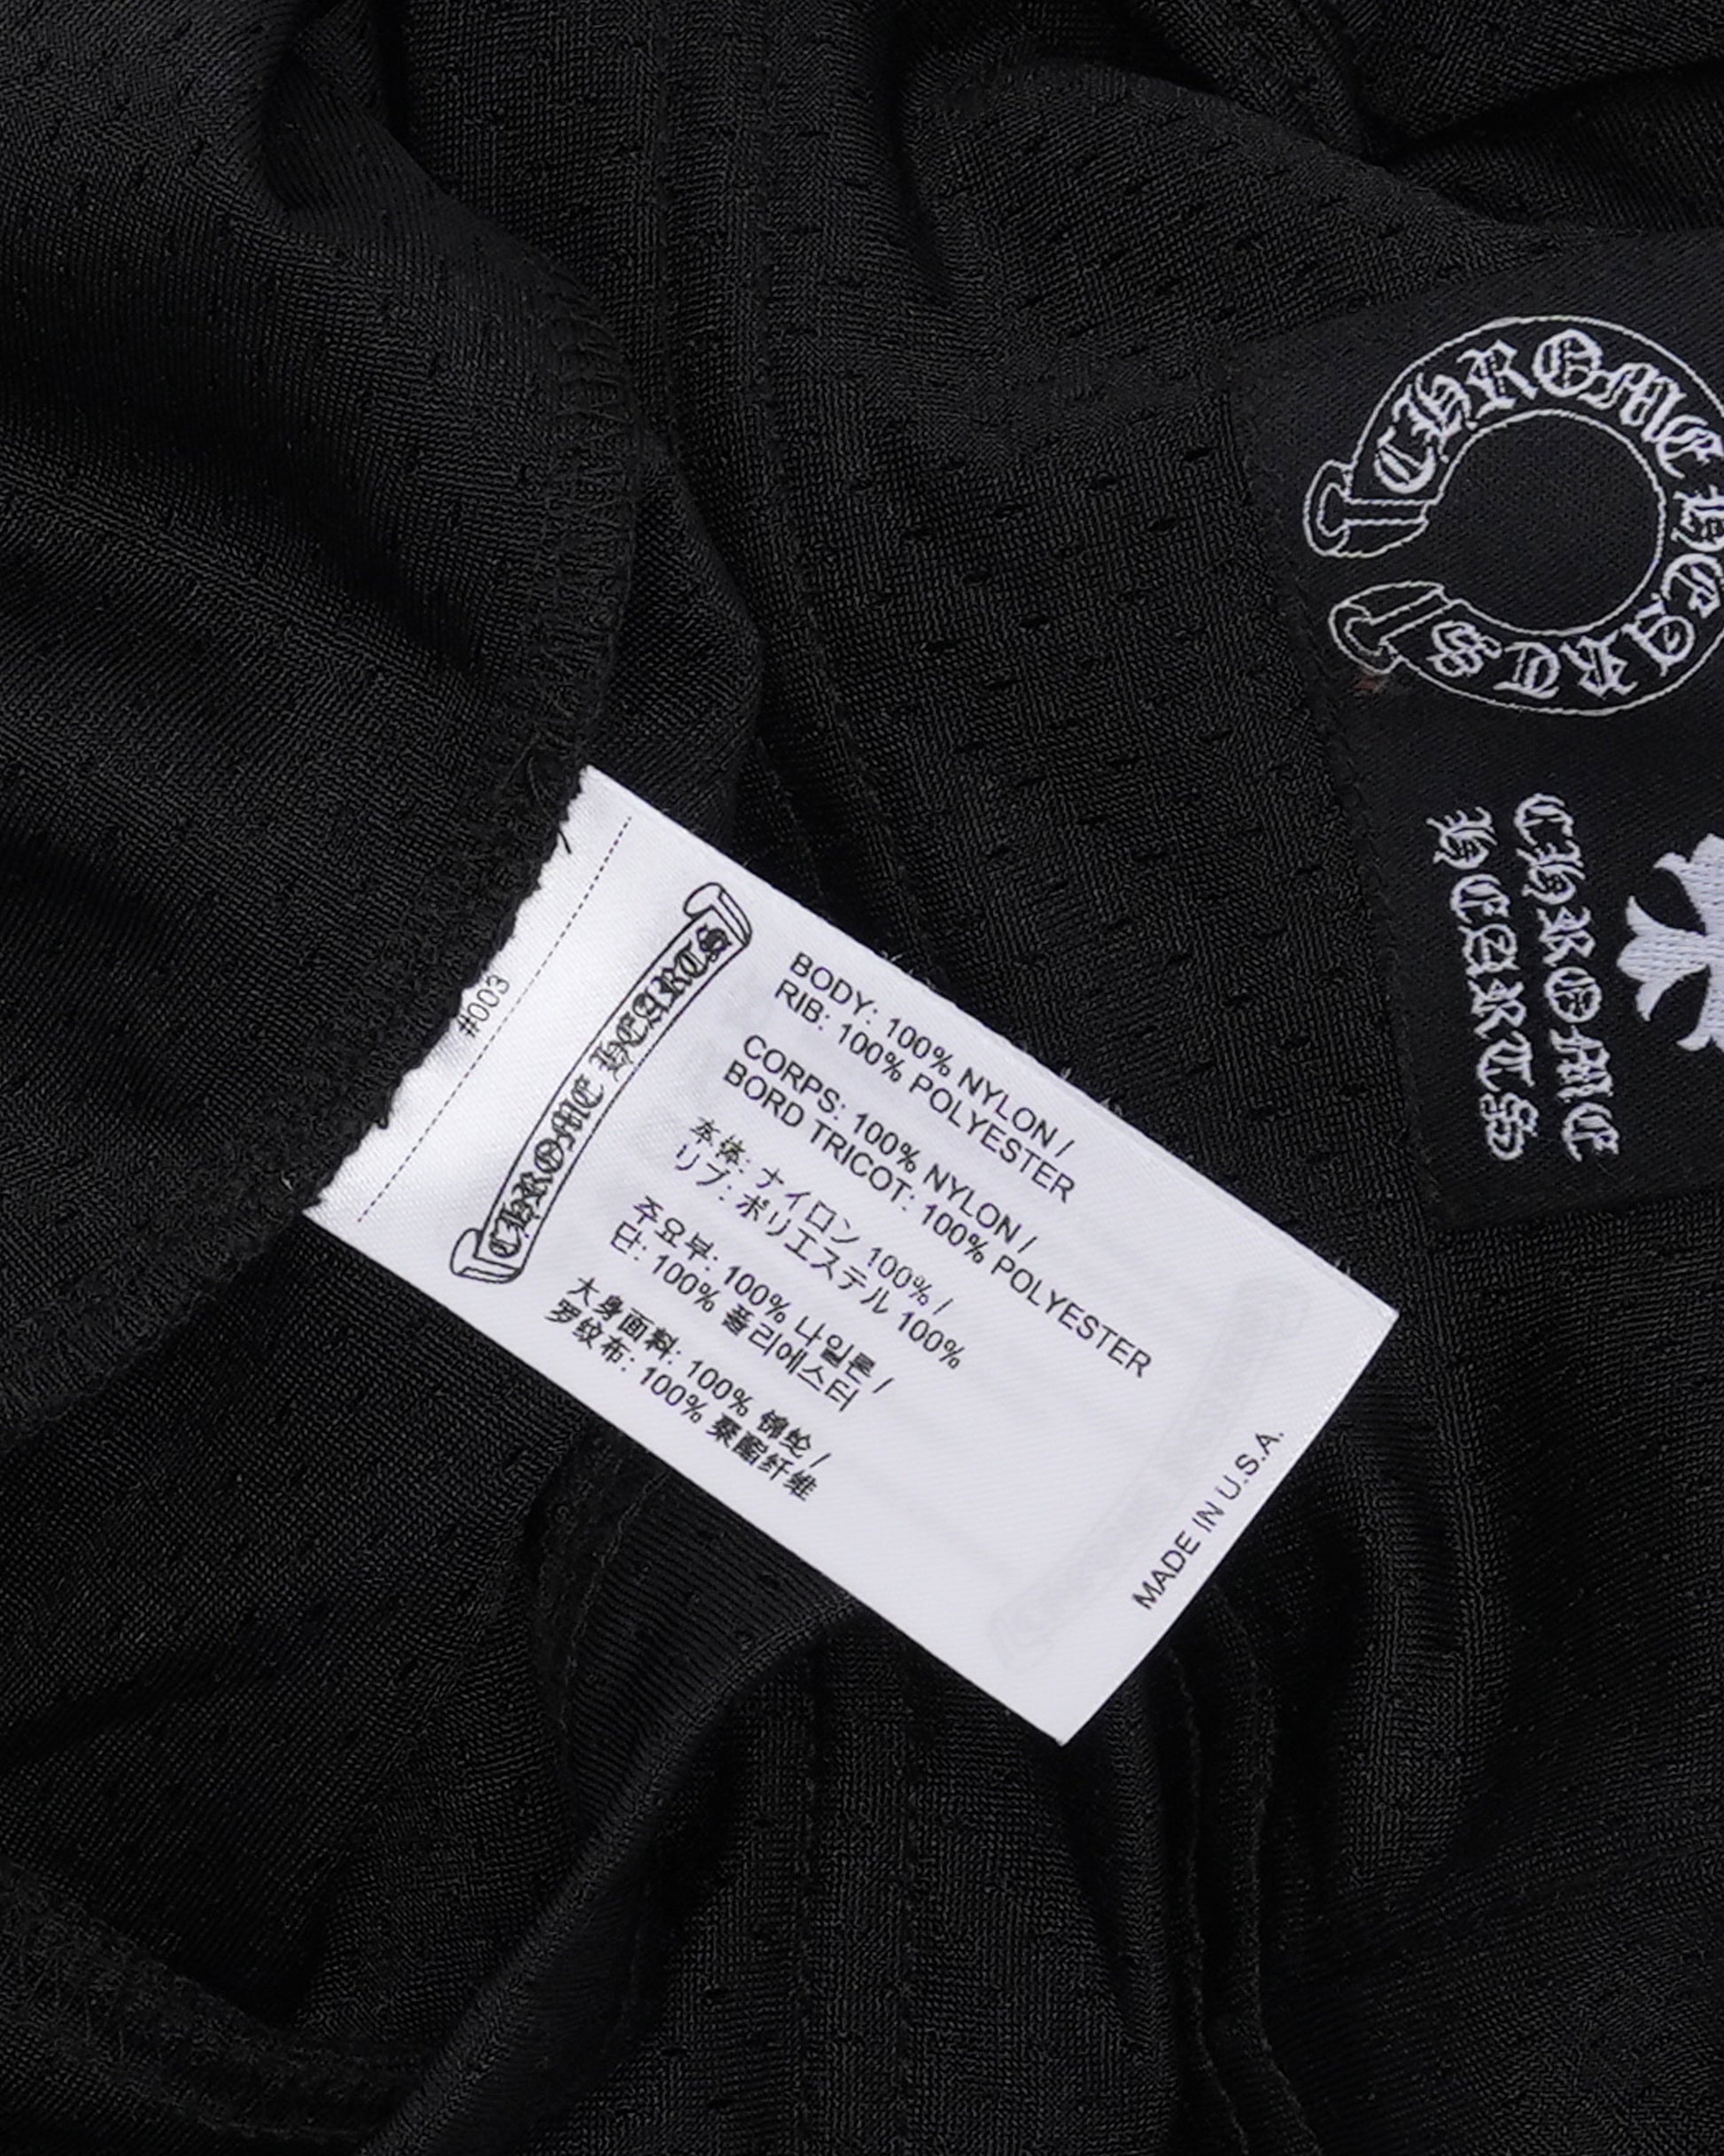 CHROME HEARTS
CHROME
HEARTS
#003
CHROME HEARTS
BODY: 100% NYLON /
RIB: 100% POLYESTER
CORPS: 100% NYLON /
BORD TRICOT: 100% POLYESTER
本体: ナイロン 100% /
リブ: ポリエステル 100%
주요부: 100% 나일론 /
단: 100% 폴리에스터
大身面料: 100% 锦纶 /
罗纹布: 100% 聚酯纤维
MADE IN U.S.A.